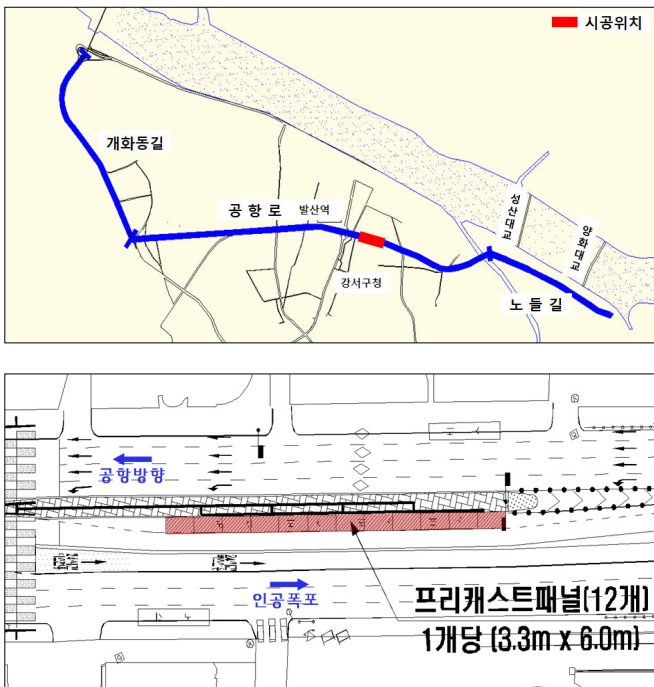 시공위치
개화동길
공항로 발산역
성산대교
양화대교
강서구청
노들길
공항방향
인공폭포
프리캐스트패널(12개)
1개당 (3.3m x 6.0m)